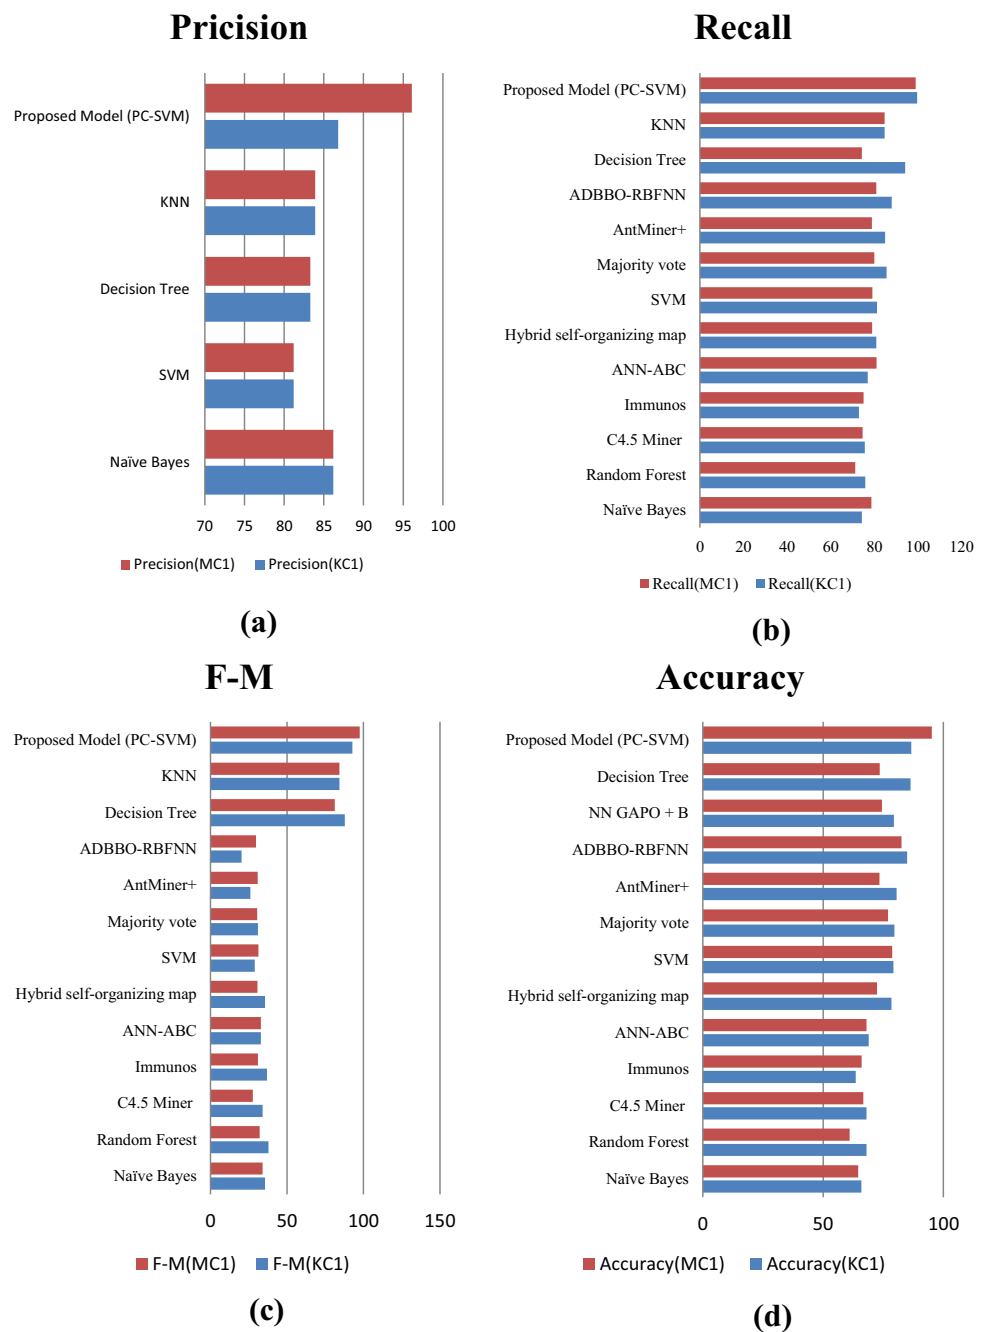 Pricision
Proposed Model (PC-SVM)
KNN
Decision Tree
SVM
Naïve Bayes
70 75 80 85 90 95 100
Precision(MC1) Precision(KC1)
(a)
Recall
Proposed Model (PC-SVM)
KNN
Decision Tree
ADBBO-RBFNN
AntMiner+
Majority vote
SVM
Hybrid self-organizing map
ANN-ABC
Immunos
C4.5 Miner
Random Forest
Naïve Bayes
0 20 40 60 80 100 120
Recall(MC1) Recall(KC1)
(b)
F-M
Proposed Model (PC-SVM)
KNN
Decision Tree
ADBBO-RBFNN
AntMiner+
Majority vote
SVM
Hybrid self-organizing map
ANN-ABC
Immunos
C4.5 Miner
Random Forest
Naïve Bayes
0 50 100 150
F-M(MC1) F-M(KC1)
(c)
Accuracy
Proposed Model (PC-SVM)
Decision Tree
NN GAPO + B
ADBBO-RBFNN
AntMiner+
Majority vote
SVM
Hybrid self-organizing map
ANN-ABC
Immunos
C4.5 Miner
Random Forest
Naïve Bayes
0 50 100
Accuracy(MC1) Accuracy(KC1)
(d)